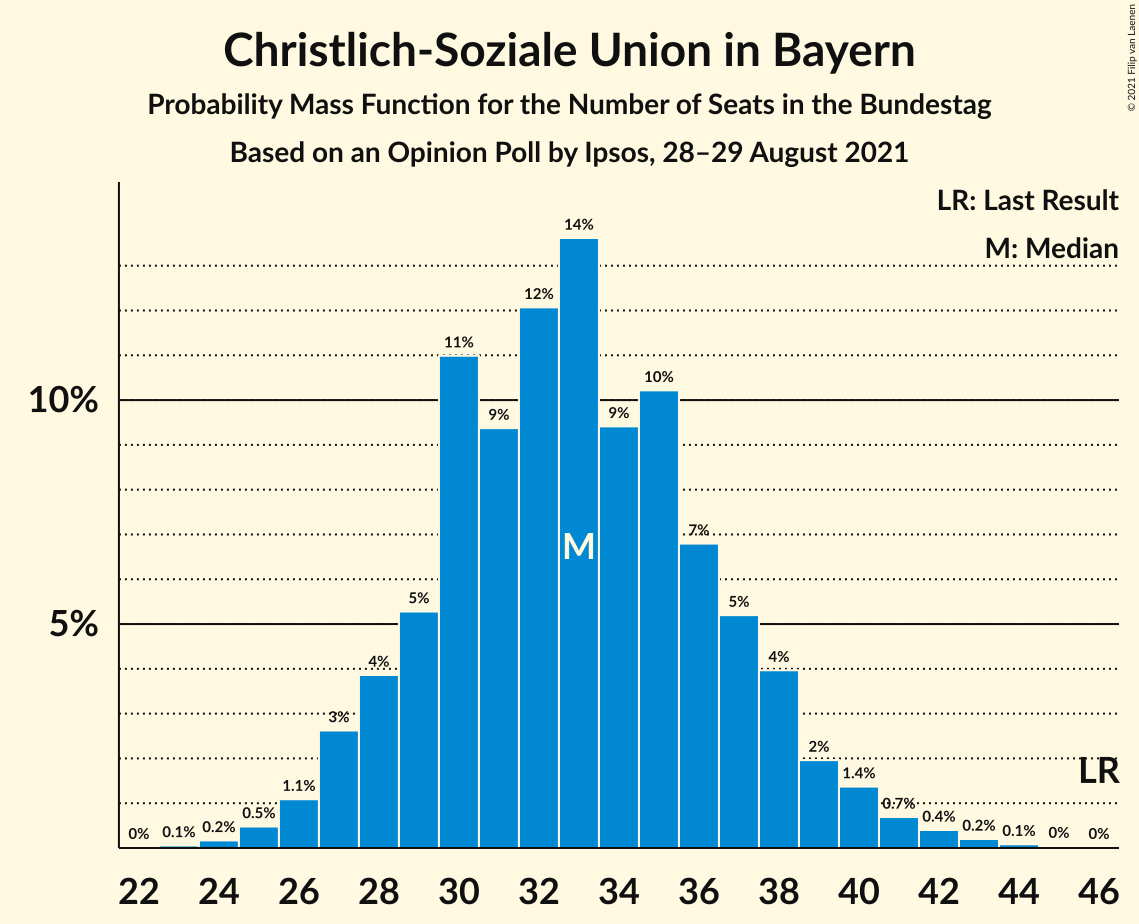 Christlich-Soziale Union in Bayern
Probability Mass Function for the Number of Seats in the Bundestag
Based on an Opinion Poll by Ipsos, 28–29 August 2021
© 2021 Filip van Laenen
LR: Last Result
M: Median
14%
12%
11%
10%
9%
9%
10%
7%
M
5%
5%
5%
4%
4%
3%
2%
LR
1.4%
1.1%
0.7%
0.5%
0.4%
0% 0.1% 0.2% 0.2% 0.1% 0% 0%
22 24 26 28 30 32 34 36 38 40 42 44 46